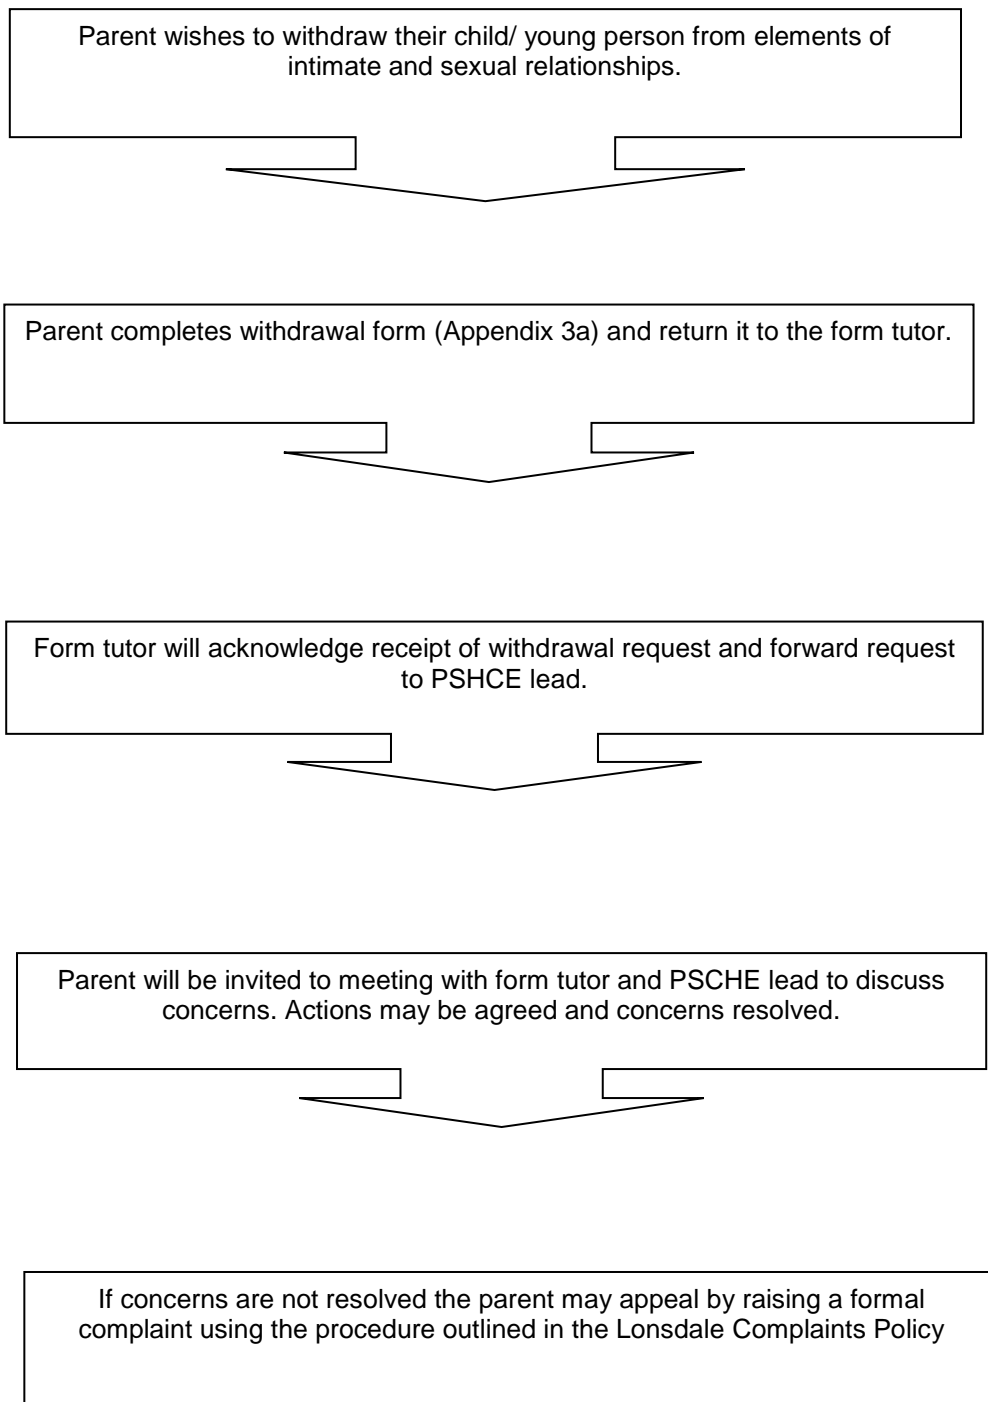 Parent wishes to withdraw their child/ young person from elements of
intimate and sexual relationships.
Parent completes withdrawal form (Appendix 3a) and return it to the form tutor.
Form tutor will acknowledge receipt of withdrawal request and forward request
to PSHCE lead.
Parent will be invited to meeting with form tutor and PSCHE lead to discuss
concerns. Actions may be agreed and concerns resolved.
If concerns are not resolved the parent may appeal by raising a formal
complaint using the procedure outlined in the Lonsdale Complaints Policy